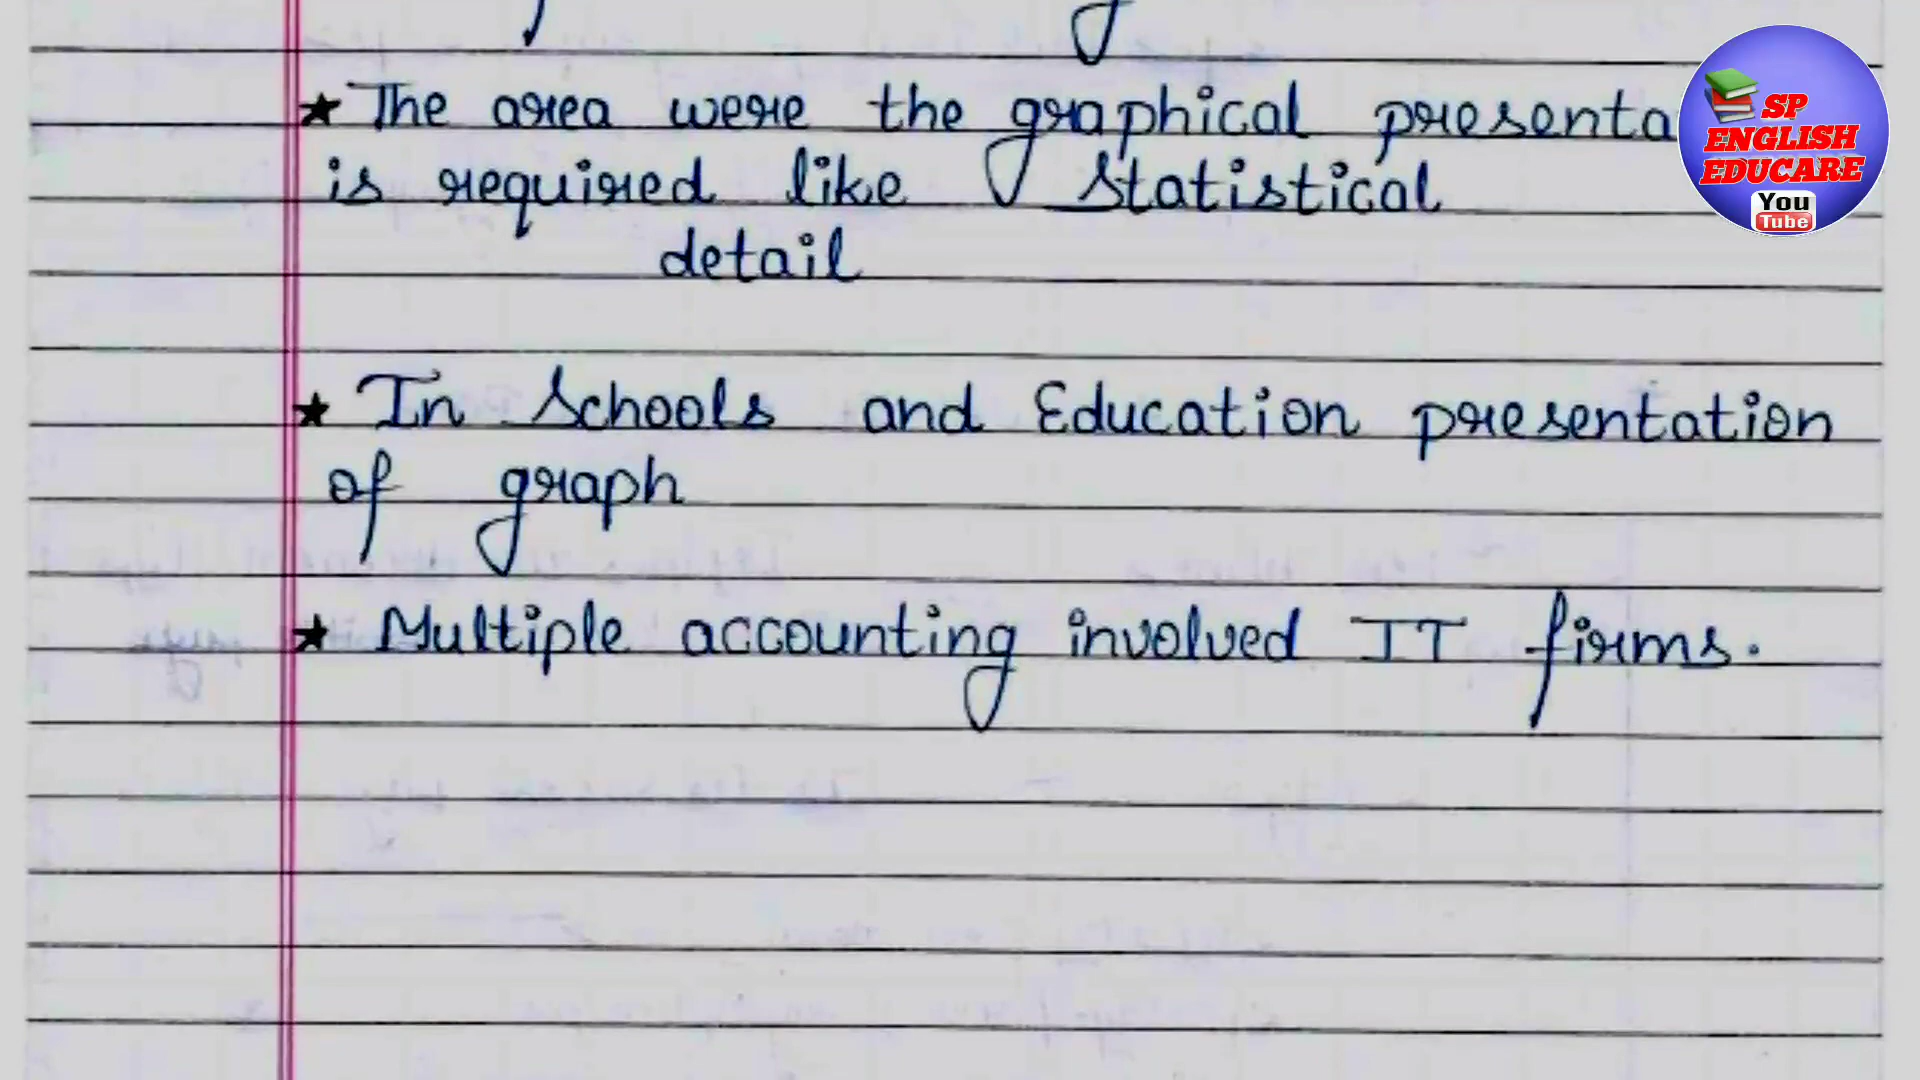 ★ The area were the graphical presenta
is required like Statistical
detail
★ In Schools and Education presentation
of graph
★ Multiple accounting involved IT firms.
SP
ENGLISH
EDUCARE
You
Tube